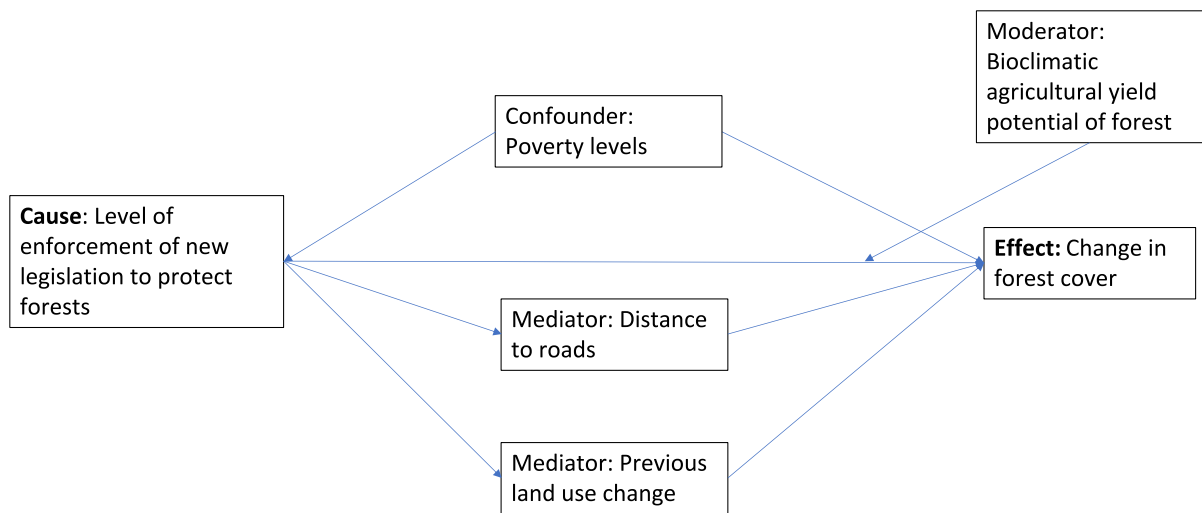 Moderator:
Bioclimatic
agricultural yield
potential of forest
Confounder:
Poverty levels
Cause: Level of
enforcement of new
legislation to protect
forests
Effect: Change in
forest cover
Mediator: Distance
to roads
Mediator: Previous
land use change